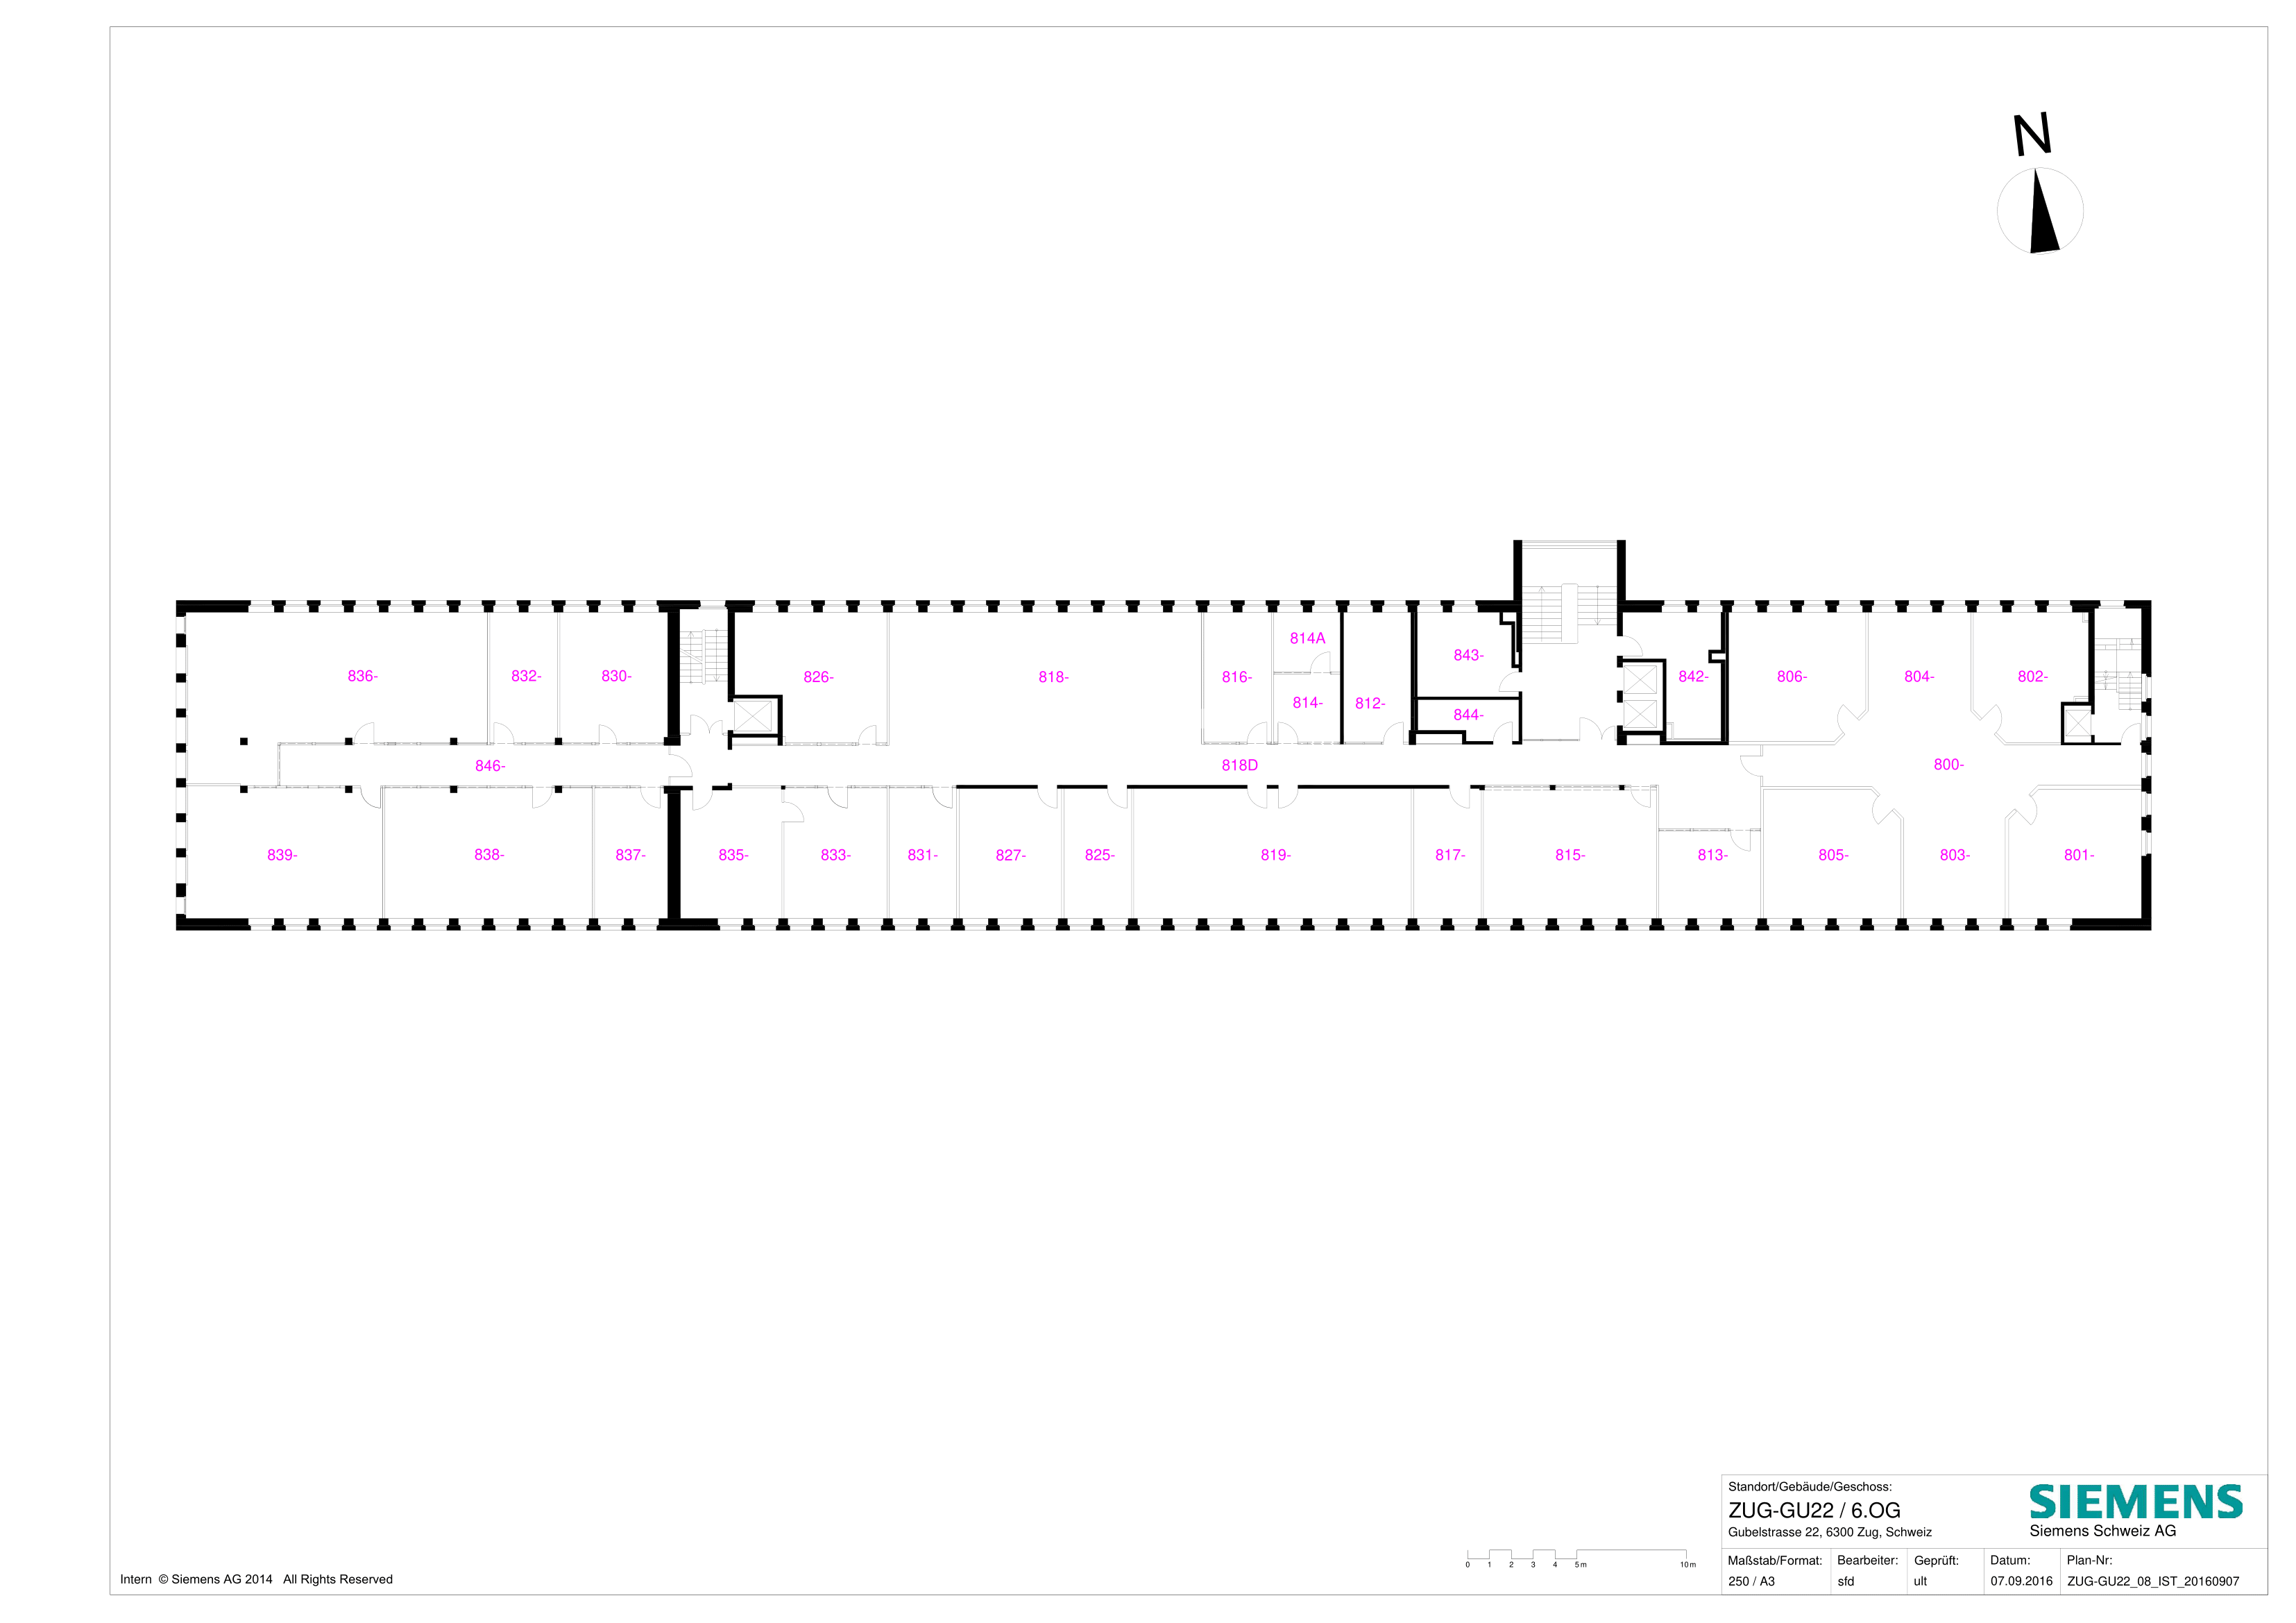 N
814A
843-
836-
832-
830-
826-
818-
816-
814-
812-
844-
842-
806-
804-
802-
846-
818D
800-
839-
838-
837-
835-
833-
831-
827-
825-
819-
817-
815-
813-
805-
803-
801-
Standort/Gebäude/Geschoss:
ZUG-GU22 / 6.OG
Gubelstrasse 22, 6300 Zug, Schweiz
SIEMENS
Siemens Schweiz AG
Maßstab/Format: Bearbeiter: Geprüft: Datum: Plan-Nr:
250 / A3 sfd ult 07.09.2016 ZUG-GU22_08_IST_20160907
0 1 2 3 4 5 m 10 m
Intern © Siemens AG 2014 All Rights Reserved